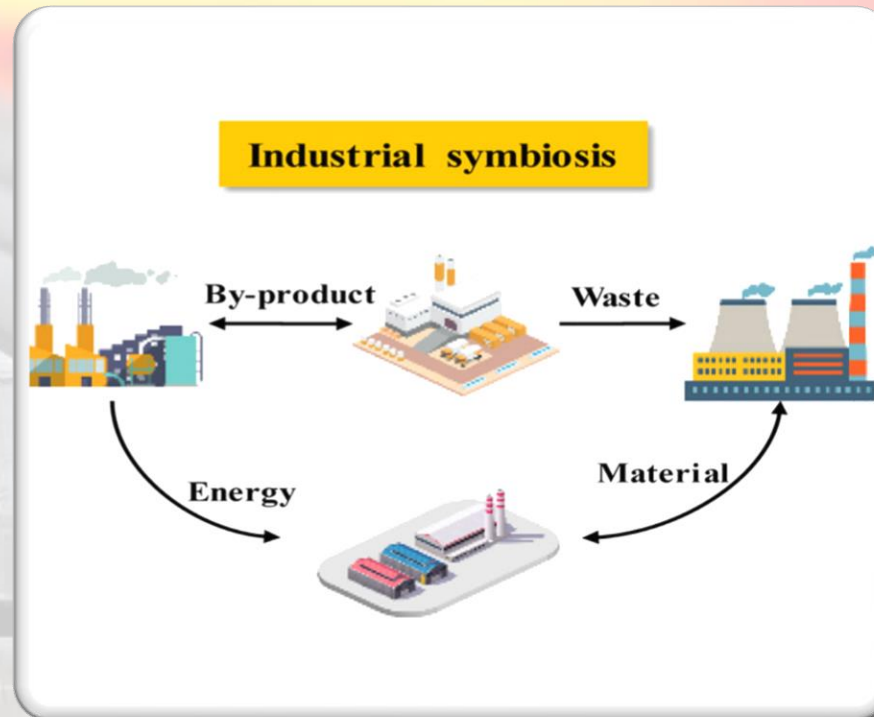 Industrial symbiosis
By-product
Waste
Energy
Material